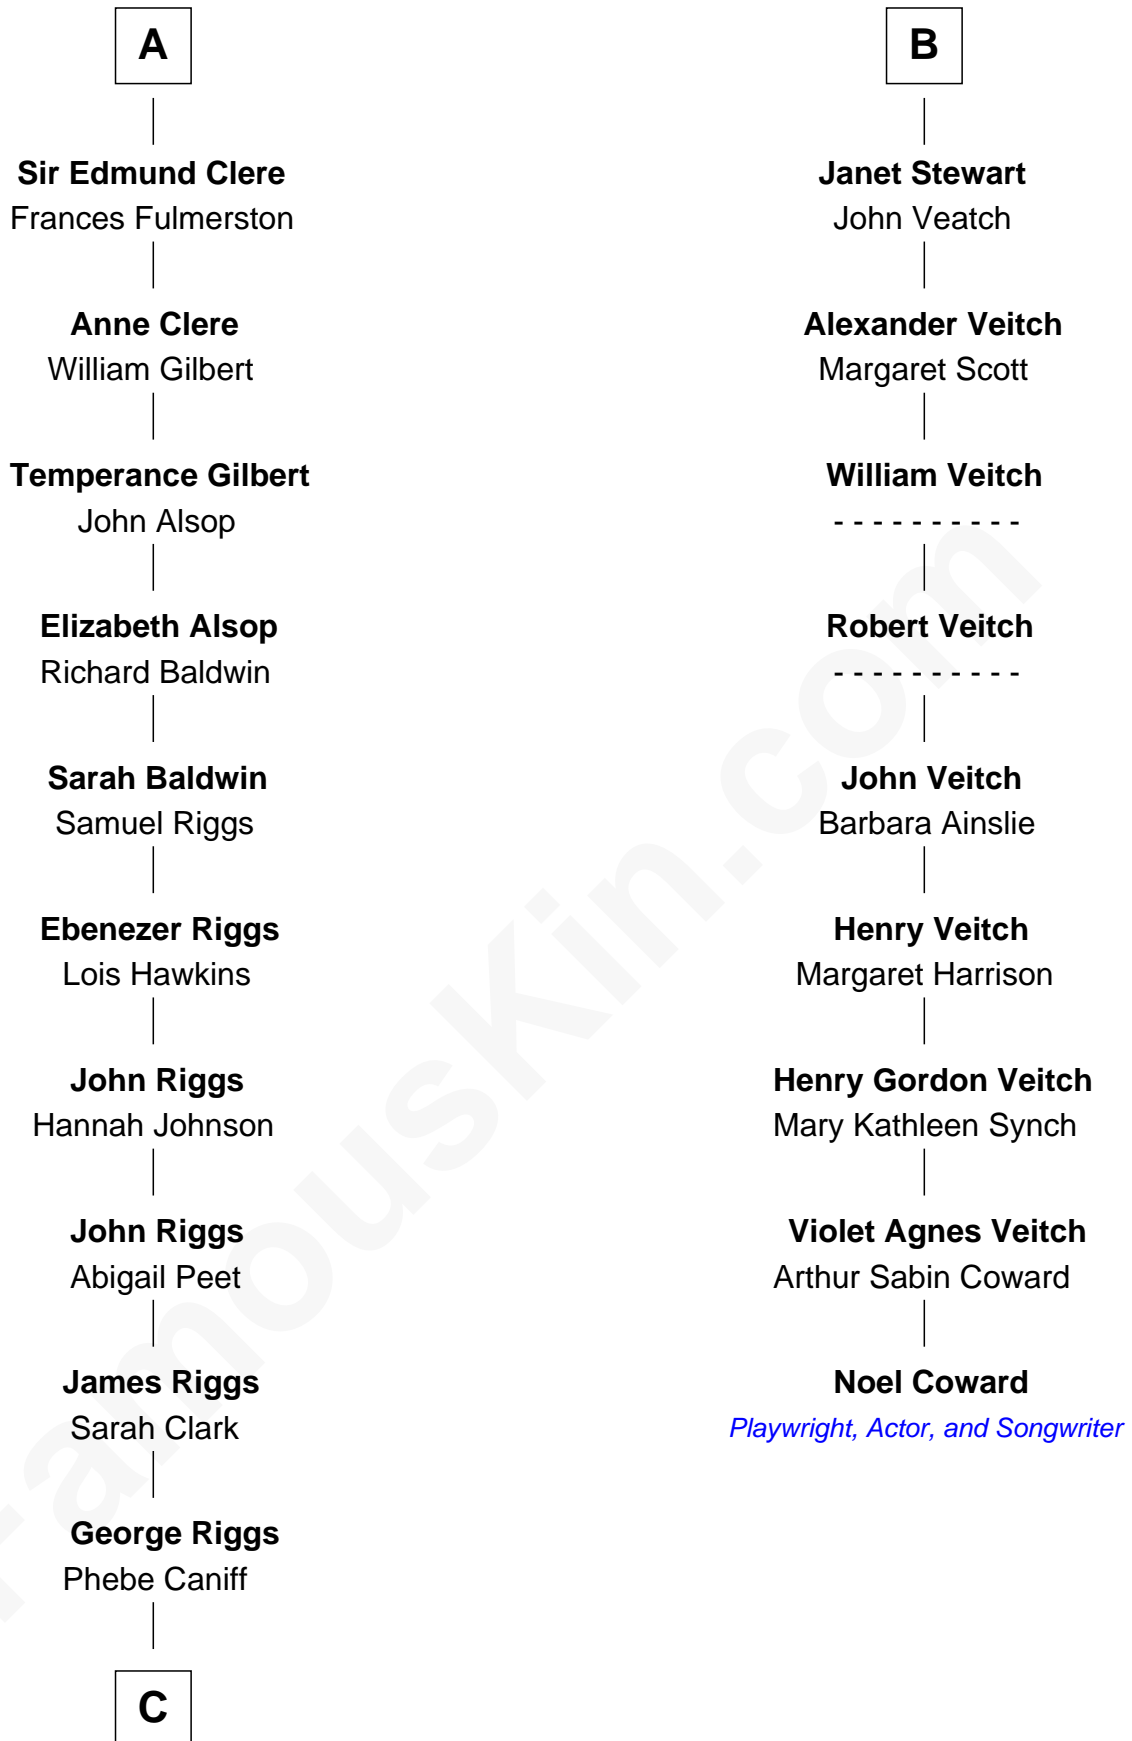 A
Sir Edmund Clere
Frances Fulmerston
Anne Clere
William Gilbert
Temperance Gilbert
John Alsop
Elizabeth Alsop
Richard Baldwin
Sarah Baldwin
Samuel Riggs
Ebenezer Riggs
Lois Hawkins
John Riggs
Hannah Johnson
John Riggs
Abigail Peet
James Riggs
Sarah Clark
George Riggs
Phebe Caniff
C
B
Janet Stewart
John Veatch
Alexander Veitch
Margaret Scott
William Veitch
- - - - - - - - - -
Robert Veitch
- - - - - - - - - -
John Veitch
Barbara Ainslie
Henry Veitch
Margaret Harrison
Henry Gordon Veitch
Mary Kathleen Synch
Violet Agnes Veitch
Arthur Sabin Coward
Noel Coward
Playwright, Actor, and Songwriter
FamousKin.com